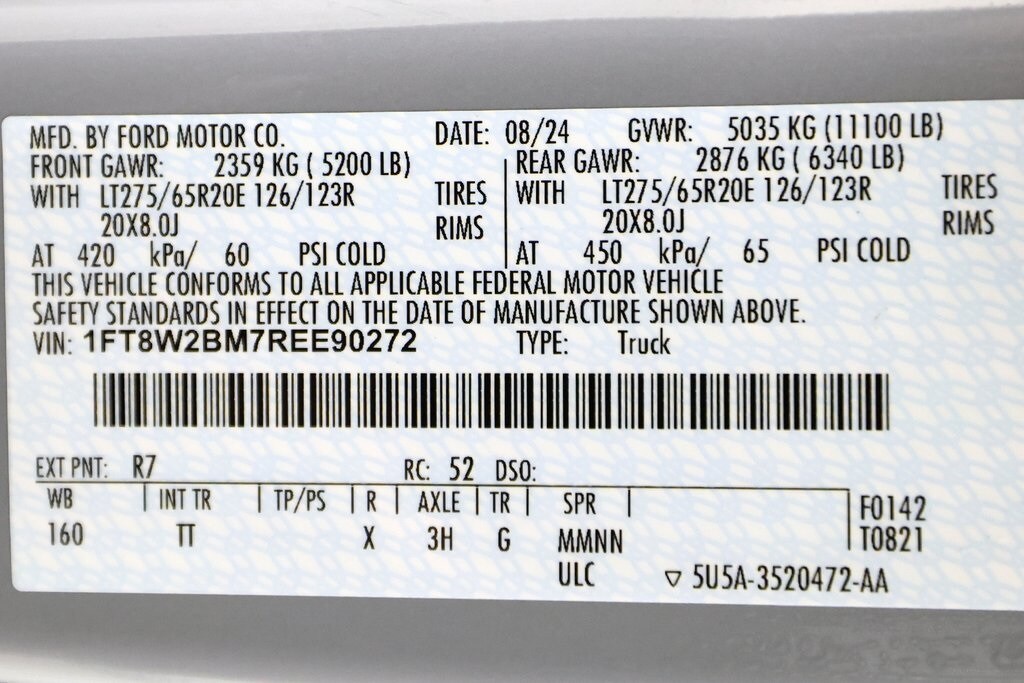 MFD. BY FORD MOTOR CO. DATE: 08/24 GVWR: 5035 KG (11100 LB)
FRONT GAWR: 2359 KG ( 5200 LB) REAR GAWR: 2876 KG ( 6340 LB)
WITH LT275/65R20E 126/123R TIRES WITH LT275/65R20E 126/123R TIRES
20X8.0J RIMS 20X8.0J RIMS
AT 420 kPa/ 60 PSI COLD AT 450 kPa/ 65 PSI COLD
THIS VEHICLE CONFORMS TO ALL APPLICABLE FEDERAL MOTOR VEHICLE
SAFETY STANDARDS IN EFFECT ON THE DATE OF MANUFACTURE SHOWN ABOVE.
VIN: 1FT8W2BM7REE90272 TYPE: Truck
EXT PNT: R7 RC: 52 DSO:
WB INT TR TP/PS R AXLE TR SPR F0142
160 TT X 3H G MMNN T0821
ULC ▽ 5U5A-3520472-AA